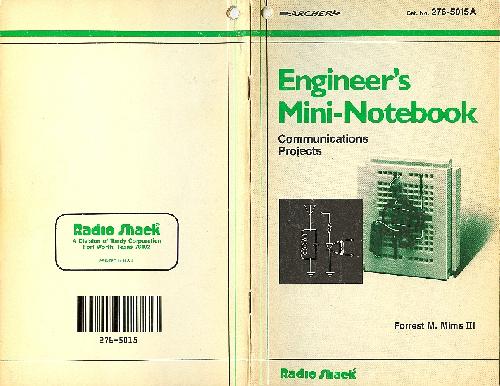 ARCHER
Cat. No. 276-5015A
Engineer's
Mini-Notebook
Communications
Projects
Forrest M. Mims III
Radio Shack
Radio Shack
A Division of Tandy Corporation
Fort Worth, Texas 76102
276-5015